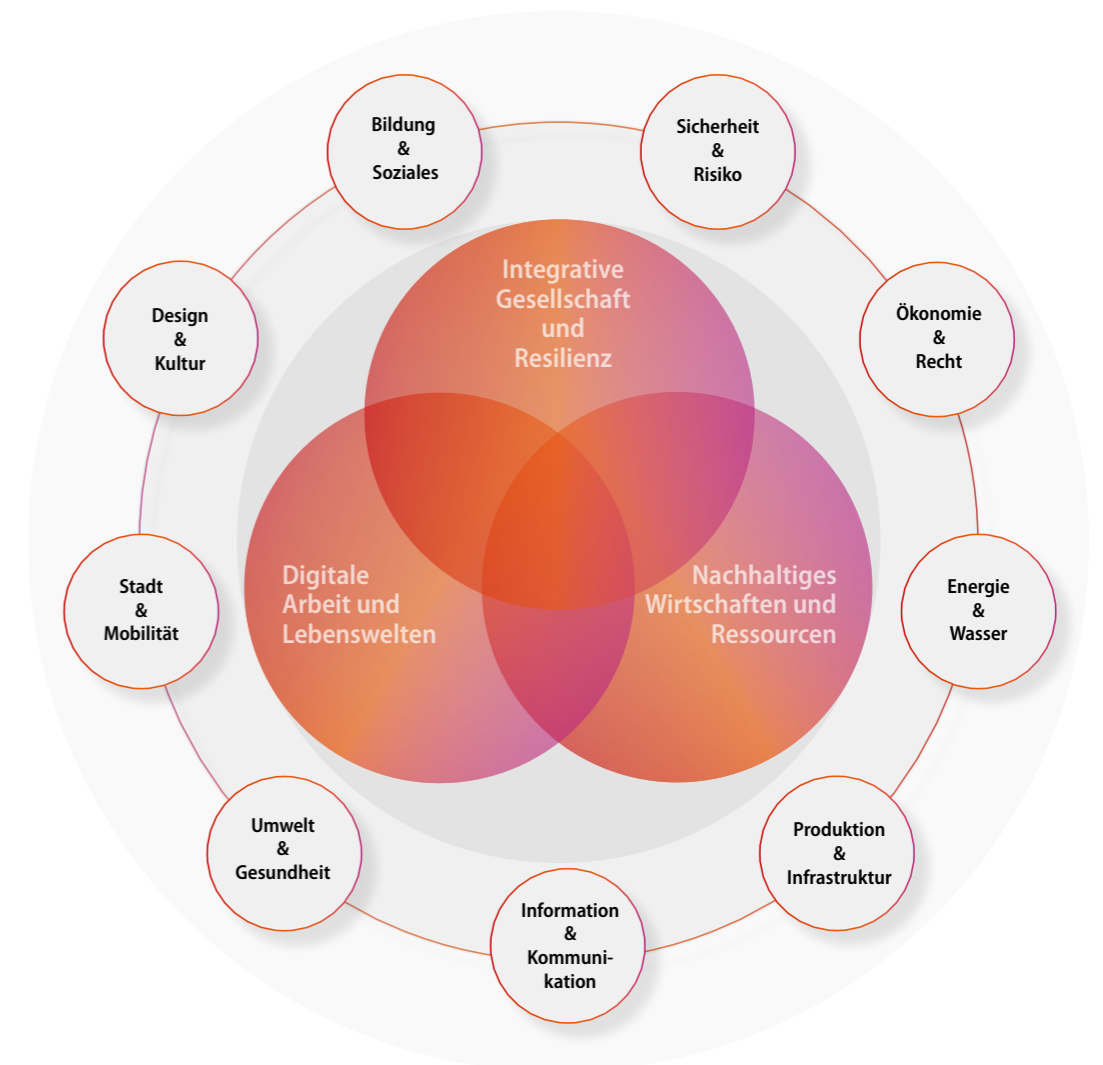 Bildung
&
Soziales
Sicherheit
&
Risiko
Integrative
Gesellschaft
und
Resilienz
Design
&
Kultur
Ökonomie
&
Recht
Digitale
Arbeit und
Lebenswelten
Nachhaltiges
Wirtschaften und
Ressourcen
Stadt
&
Mobilität
Energie
&
Wasser
Umwelt
&
Gesundheit
Produktion
&
Infrastruktur
Information
&
Kommuni-
kation